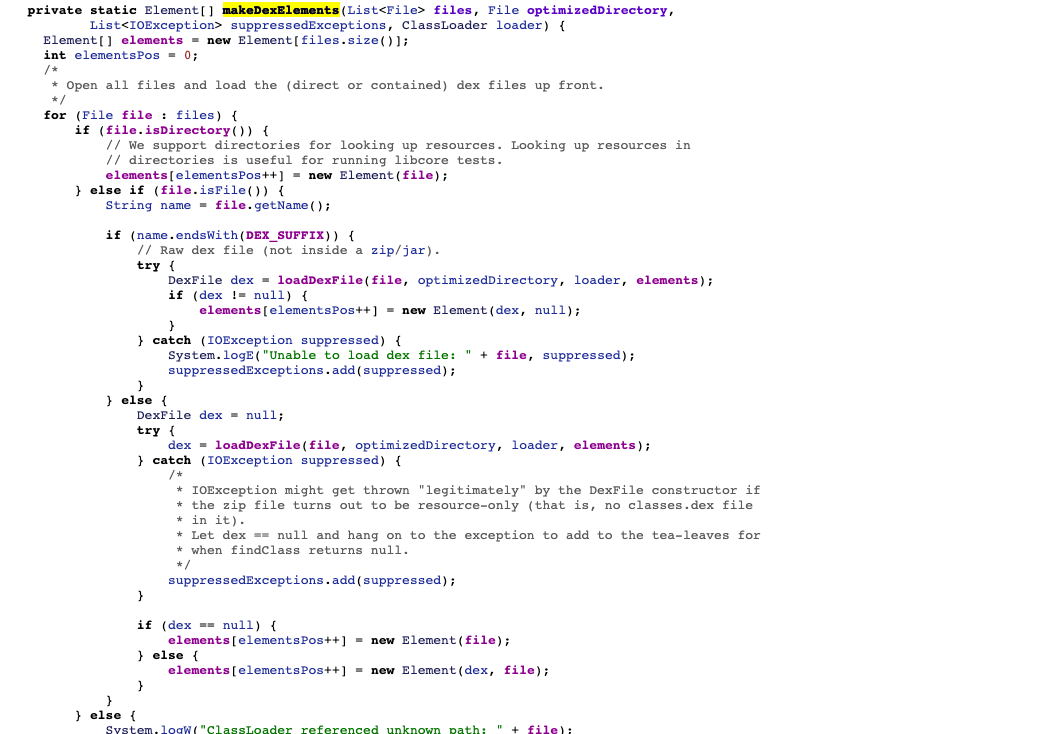 private static Element[] makeDexElements(List<File> files, File optimizedDirectory,
        List<IOException> suppressedExceptions, ClassLoader loader) {
  Element[] elements = new Element[files.size()];
  int elementsPos = 0;
  /*
   * Open all files and load the (direct or contained) dex files up front.
   */
  for (File file : files) {
      if (file.isDirectory()) {
          // We support directories for looking up resources. Looking up resources in
          // directories is useful for running libcore tests.
          elements[elementsPos++] = new Element(file);
      } else if (file.isFile()) {
          String name = file.getName();

          if (name.endsWith(DEX_SUFFIX)) {
              // Raw dex file (not inside a zip/jar).
              try {
                  DexFile dex = loadDexFile(file, optimizedDirectory, loader, elements);
                  if (dex != null) {
                      elements[elementsPos++] = new Element(dex, null);
                  }
              } catch (IOException suppressed) {
                  System.logE("Unable to load dex file: " + file, suppressed);
                  suppressedExceptions.add(suppressed);
              }
          } else {
              DexFile dex = null;
              try {
                  dex = loadDexFile(file, optimizedDirectory, loader, elements);
              } catch (IOException suppressed) {
                  /*
                   * IOException might get thrown "legitimately" by the DexFile constructor if
                   * the zip file turns out to be resource-only (that is, no classes.dex file
                   * in it).
                   * Let dex == null and hang on to the exception to add to the tea-leaves for
                   * when findClass returns null.
                   */
                  suppressedExceptions.add(suppressed);
              }

              if (dex == null) {
                  elements[elementsPos++] = new Element(file);
              } else {
                  elements[elementsPos++] = new Element(dex, file);
              }
          }
      } else {
          System.logW("ClassLoader referenced unknown path: " + file);